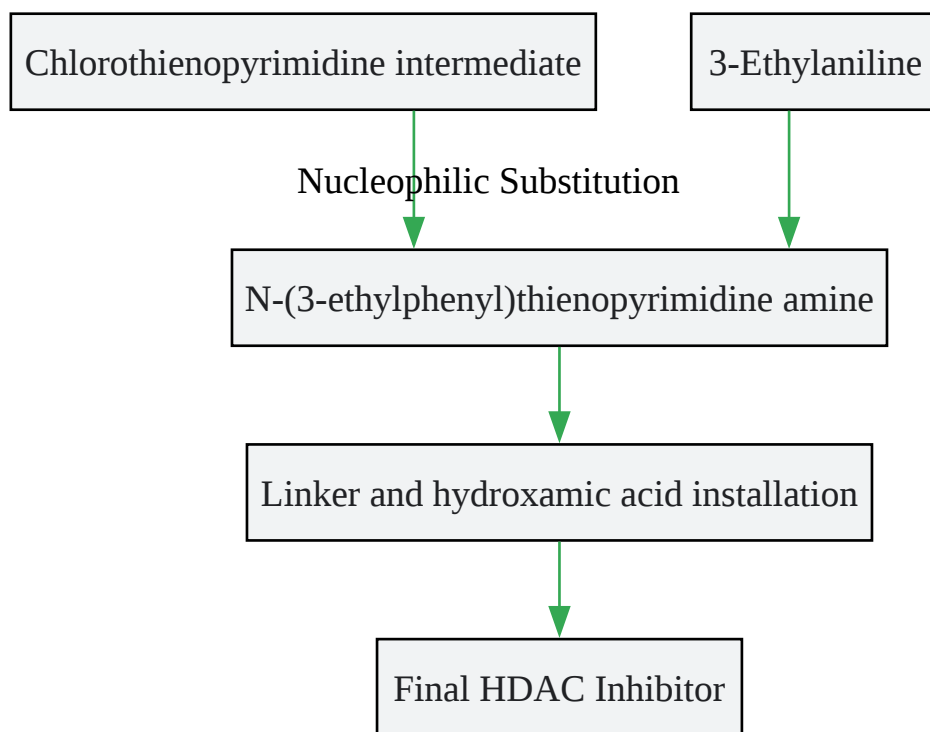 Chlorothienopyrimidine intermediate
3-Ethylaniline
Nucleophilic Substitution
N-(3-ethylphenyl)thienopyrimidine amine
Linker and hydroxamic acid installation
Final HDAC Inhibitor